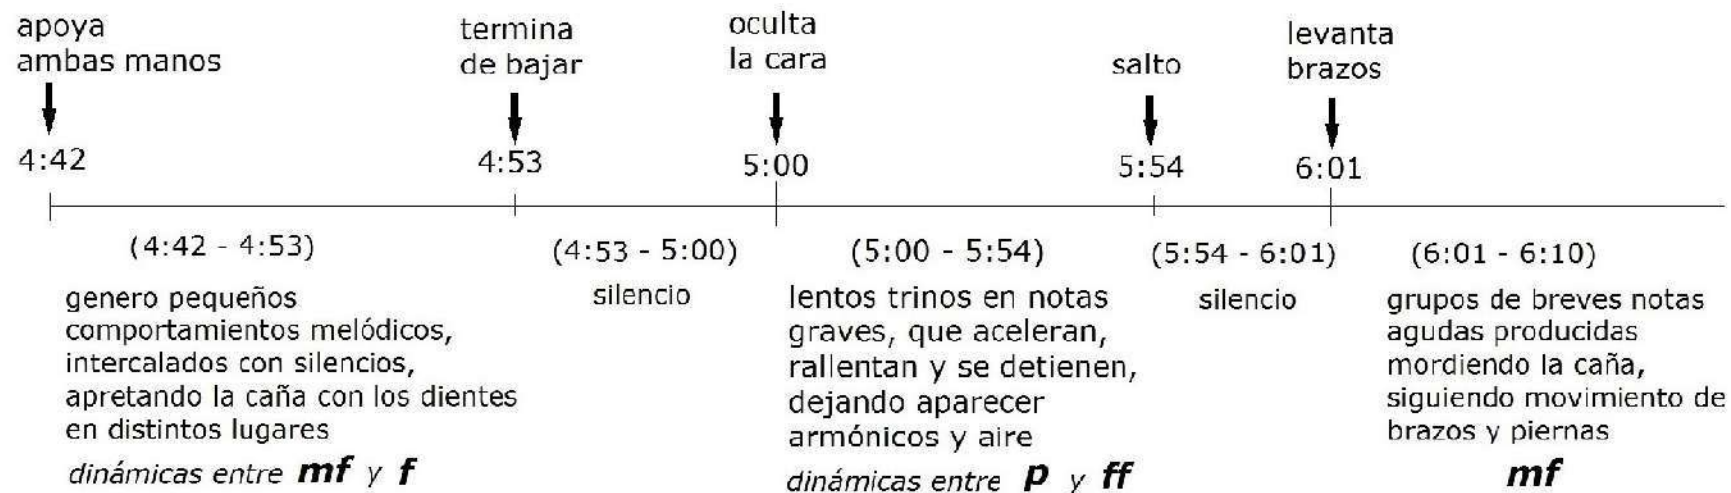 apoya
ambas manos
termina
de bajar
oculta
la cara
salto
levanta
brazos
4:42
4:53
5:00
5:54
6:01
(4:42 - 4:53)
genero pequeños
comportamientos melódicos,
intercalados con silencios,
apretando la caña con los dientes
en distintos lugares
dinámicas entre mf y f
(4:53 - 5:00)
silencio
(5:00 - 5:54)
lentos trinos en notas
graves, que aceleran,
rallentan y se detienen,
dejando aparecer
armónicos y aire
dinámicas entre p y ff
(5:54 - 6:01)
silencio
(6:01 - 6:10)
grupos de breves notas
agudas producidas
mordiendo la caña,
siguiendo movimiento de
brazos y piernas
mf